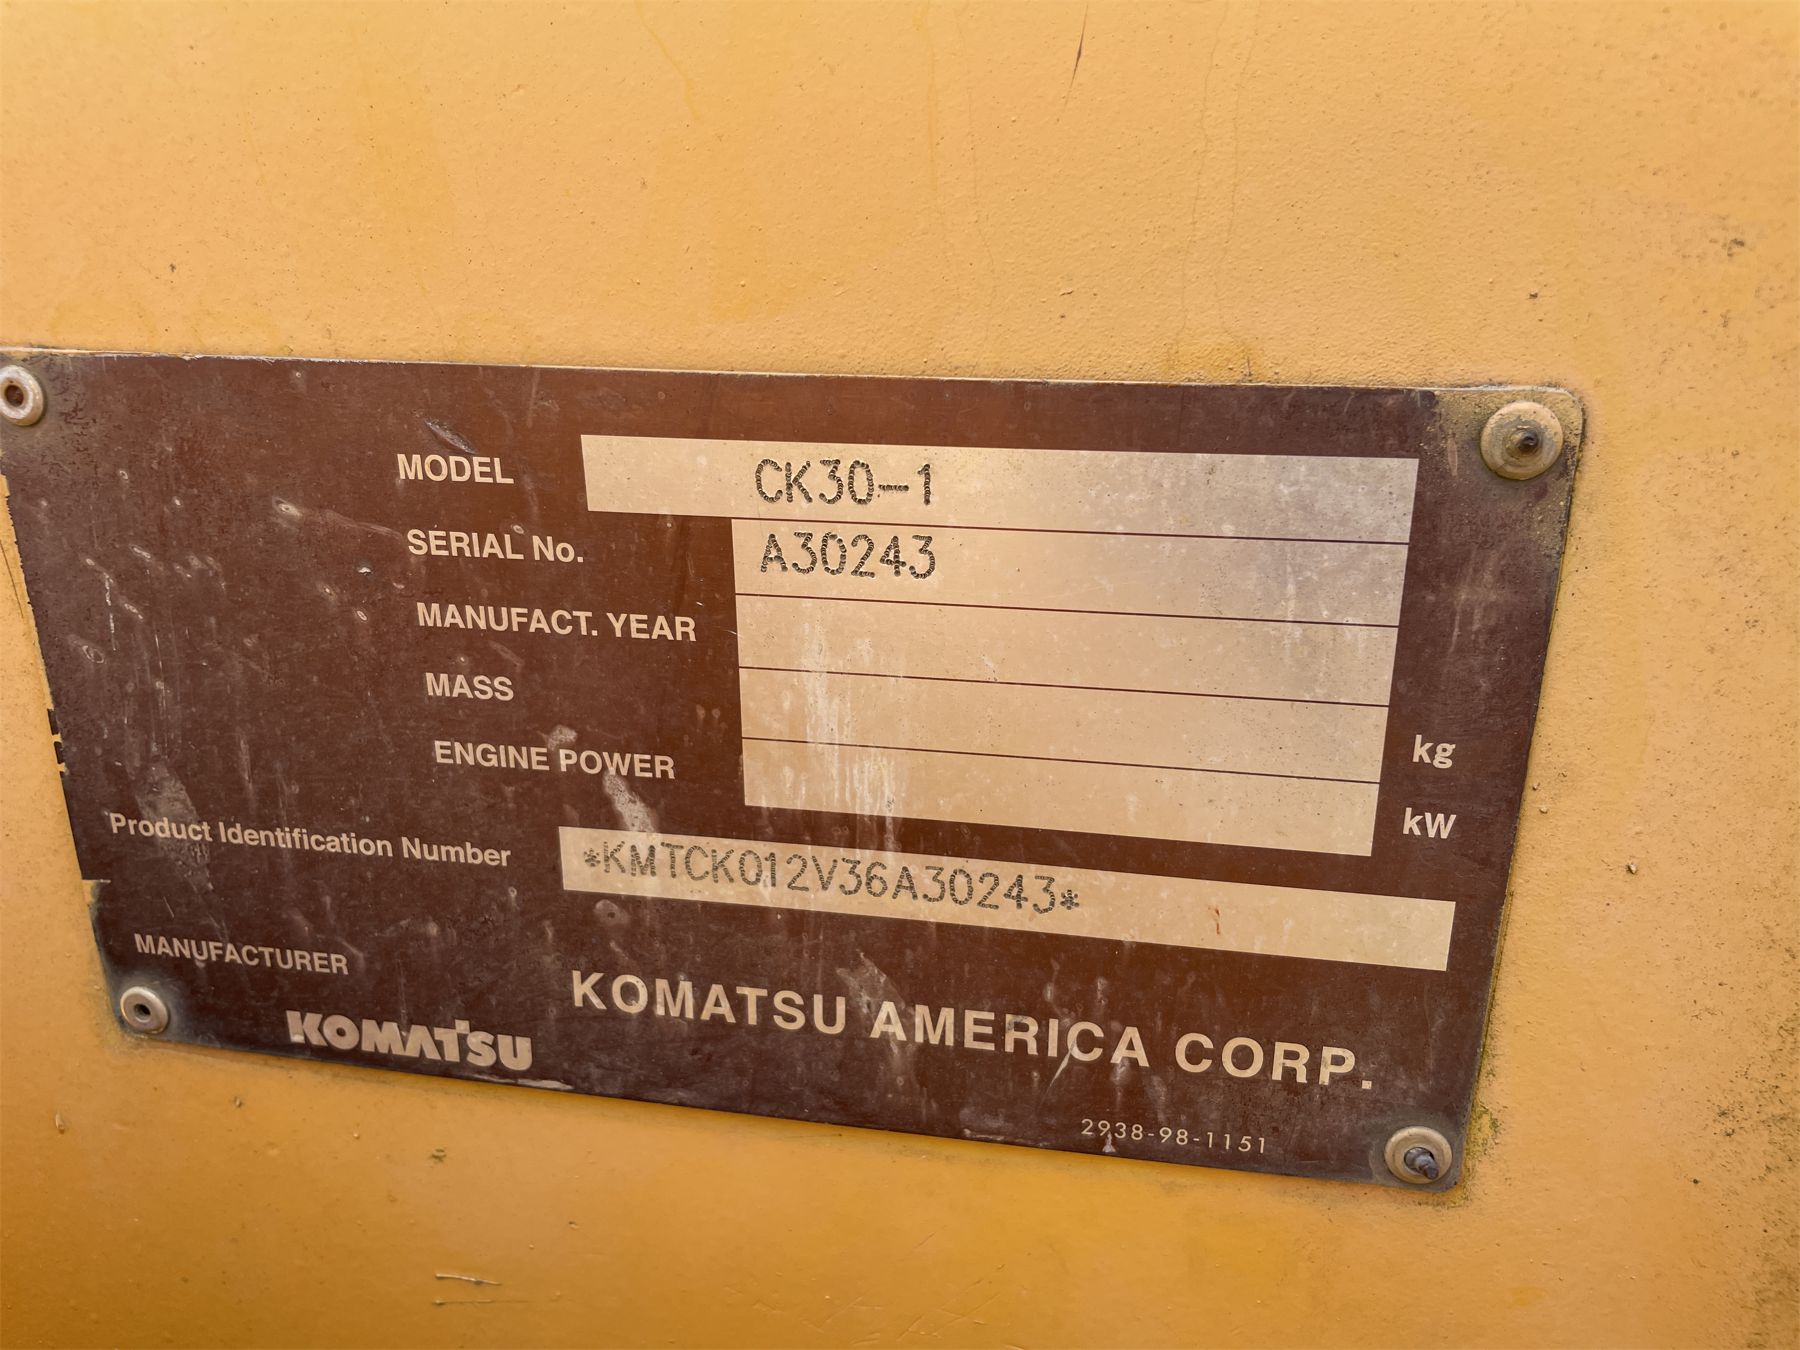 MODEL CK30-1
SERIAL No. A30243
MANUFACT. YEAR
MASS kg
ENGINE POWER kW
Product Identification Number *KMTCK012V36A30243*
MANUFACTURER
KOMATSU KOMATSU AMERICA CORP.
2938-98-1151